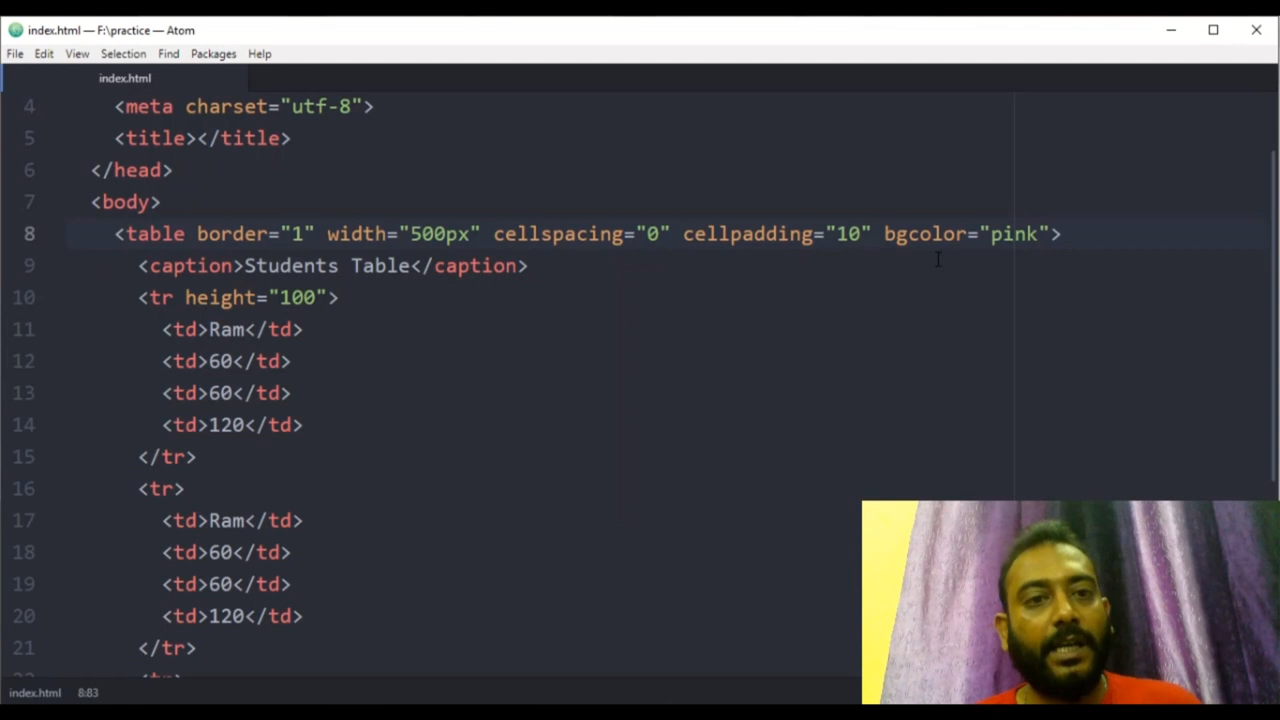 index.html — F:\practice — Atom
File Edit View Selection Find Packages Help
index.html
4 <meta charset="utf-8">
5 <title></title>
6 </head>
7 <body>
8 <table border="1" width="500px" cellspacing="0" cellpadding="10" bgcolor="pink">
9 <caption>Students Table</caption>
10 <tr height="100">
11 <td>Ram</td>
12 <td>60</td>
13 <td>60</td>
14 <td>120</td>
15 </tr>
16 <tr>
17 <td>Ram</td>
18 <td>60</td>
19 <td>60</td>
20 <td>120</td>
21 </tr>
index.html 8:83